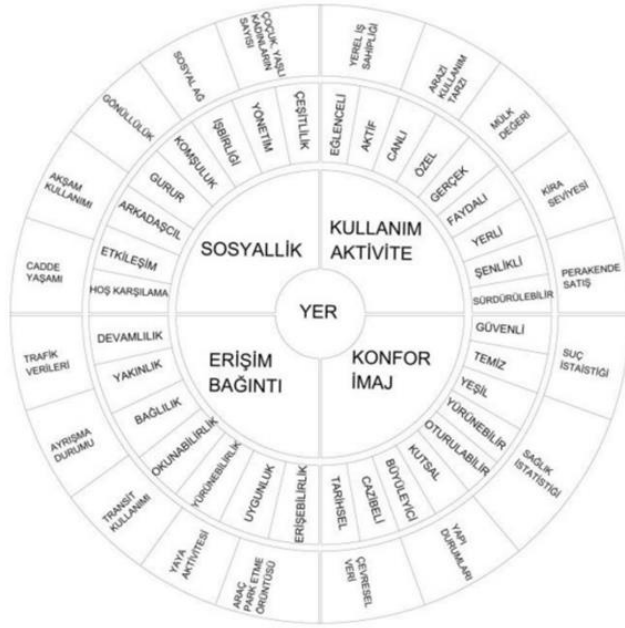 YER
SOSYALLİK
KULLANIM
AKTİVİTE
KONFOR
İMAJ
ERİŞİM
BAĞINTI
HOŞ KARŞILAMA
ETKİLEŞİM
ARKADAŞCIL
GURUR
KOMŞULUK
İŞBİRLİĞİ
YÖNETİM
ÇEŞİTLİLİK
EĞLENCELİ
AKTİF
CANLI
ÖZEL
GERÇEK
FAYDALI
YERLİ
ŞENLİKLİ
SÜRDÜRÜLEBİLİR
GÜVENLİ
TEMİZ
YEŞİL
YÜRÜNEBİLİR
OTURULABİLİR
KUTSAL
BÜYÜLEYİCİ
CAZİBELİ
TARİHSEL
ERİŞEBİLİRLİK
UYGUNLUK
YÜRÜNEBİLİRLİK
OKUNABİLİRLİK
BAĞLILIK
YAKINLIK
DEVAMLILIK
CADDE
YAŞAMI
AKŞAM KULLANIMI
GÖNÜLLÜLÜK
SOSYAL AĞ
ÇOÇUK, YAŞLI
KADINLARIN
SAYISI
YEREL İŞ
SAHİPLİĞİ
ARAZİ
KULLANIM
TARZI
MÜLK
DEĞERİ
KİRA
SEVİYESİ
PERAKENDE
SATIŞ
SUÇ
İSTAİSTİĞİ
SAĞLIK
İSTATİSTİĞİ
YAPI
DURUMLARI
ÇEVRESEL
VERİ
ARAÇ
PARK ETME
ÖRÜNTÜSÜ
YAYA
AKTİVİTESİ
TRANSİT
KULLANIMI
AYRIŞMA
DURUMU
TRAFİK
VERİLERİ